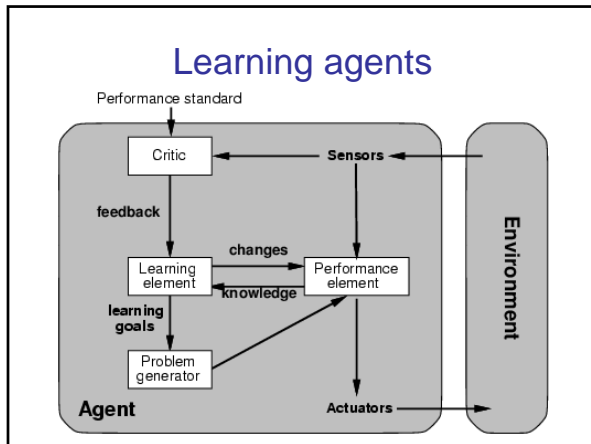 Learning agents
Performance standard
Critic
Sensors
feedback
changes
Learning
element
Performance
element
knowledge
learning
goals
Problem
generator
Agent
Actuators
Environment